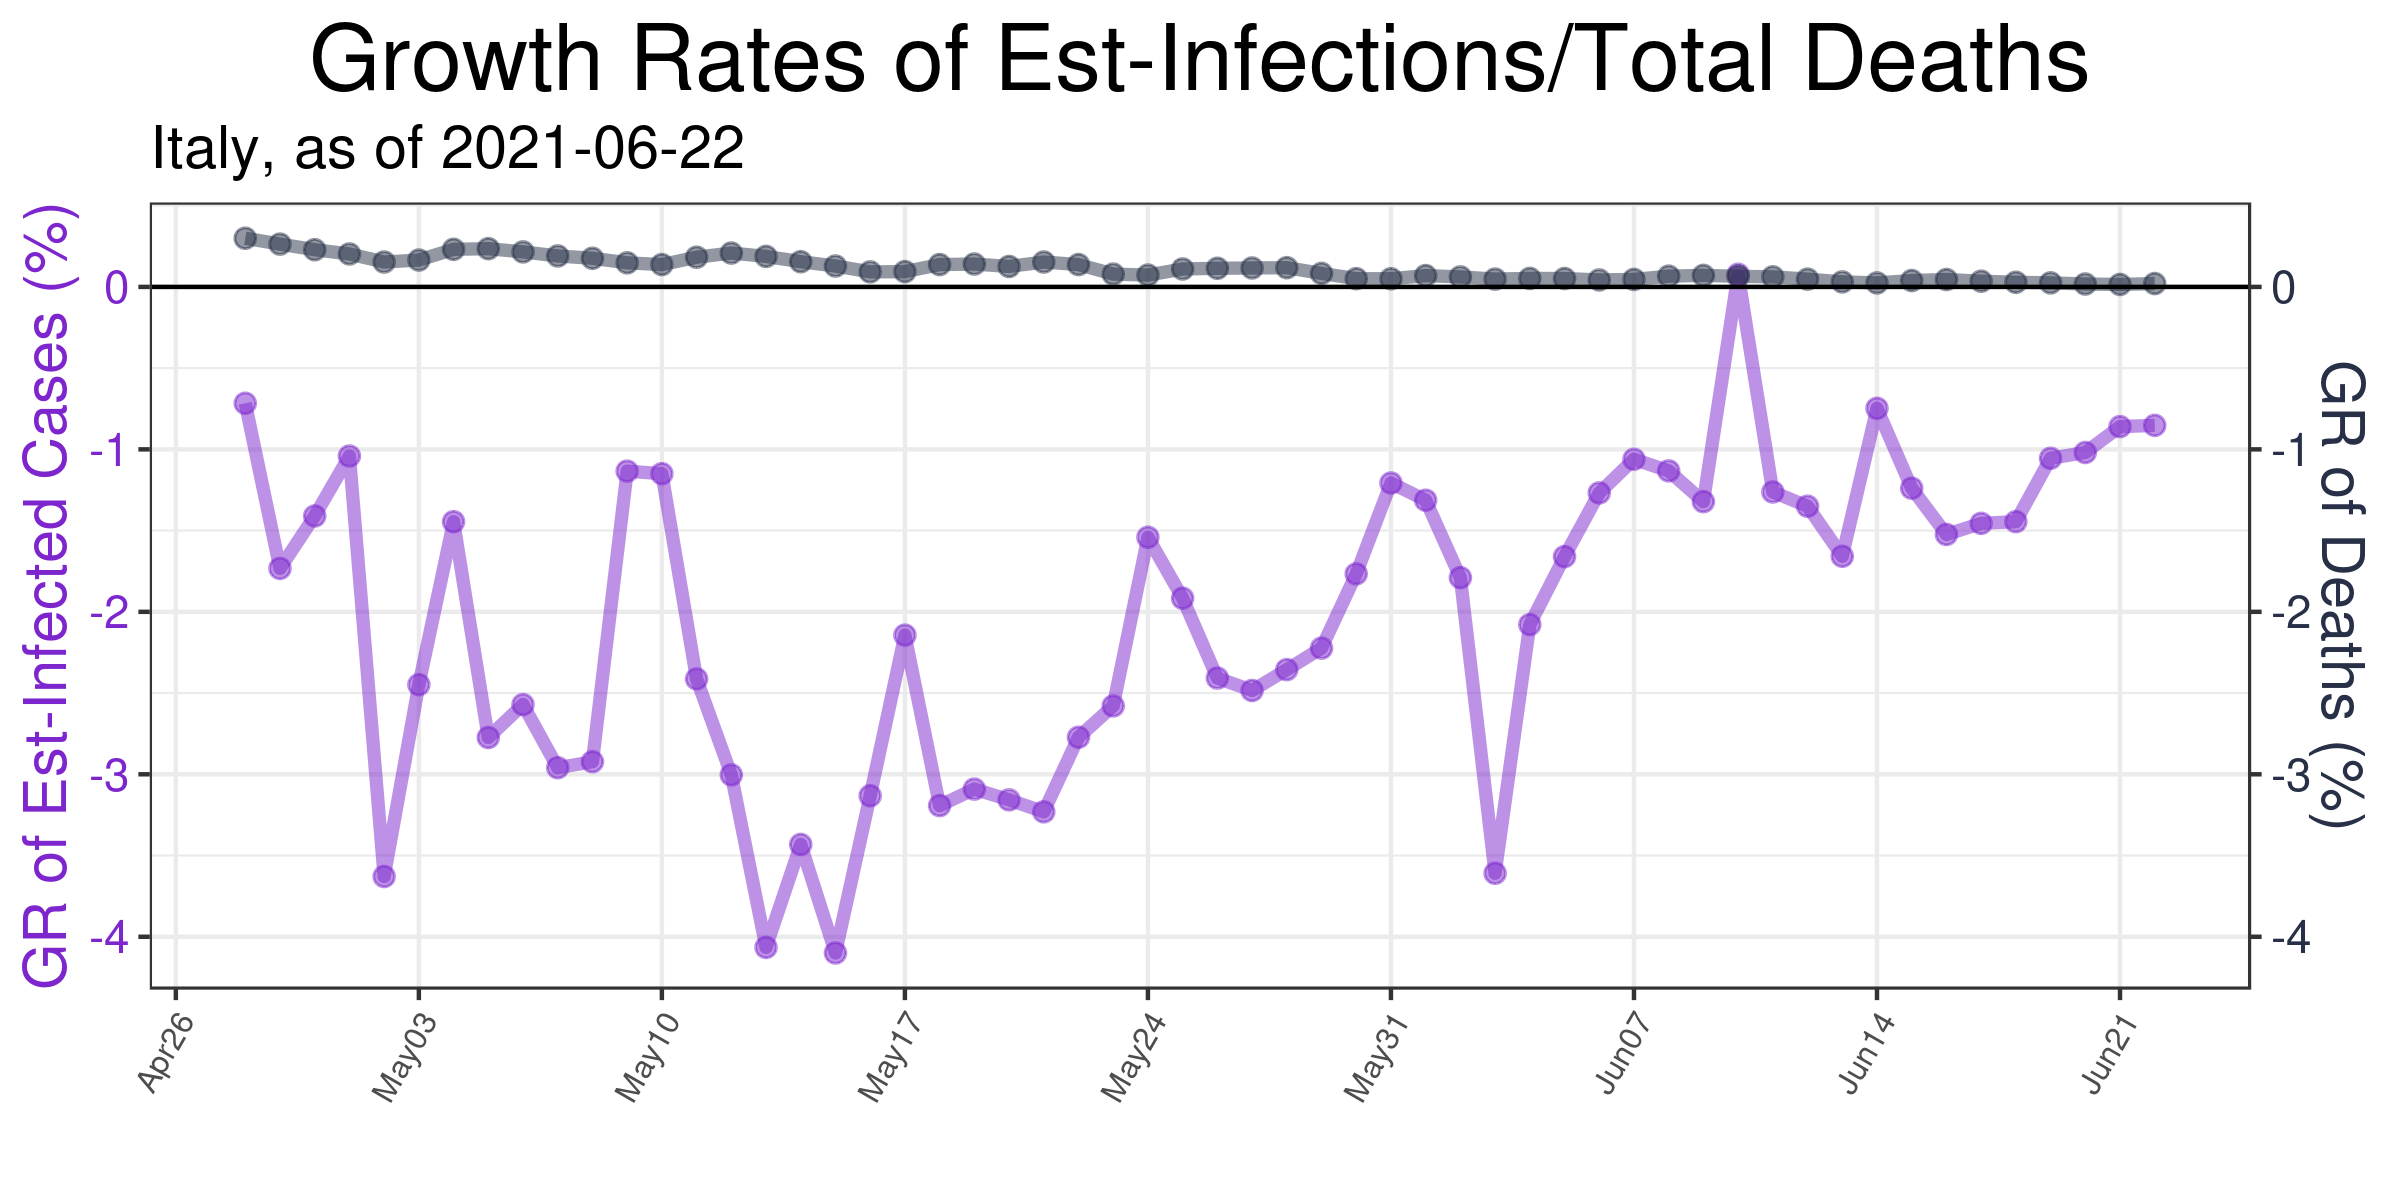 Growth Rates of Est-Infections/Total Deaths
Italy, as of 2021-06-22
GR of Est-Infected Cases (%)
0
-1
-2
-3
-4
0
-1
-2
-3
-4
GR of Deaths (%)
Apr26
May03
May10
May17
May24
May31
Jun07
Jun14
Jun21